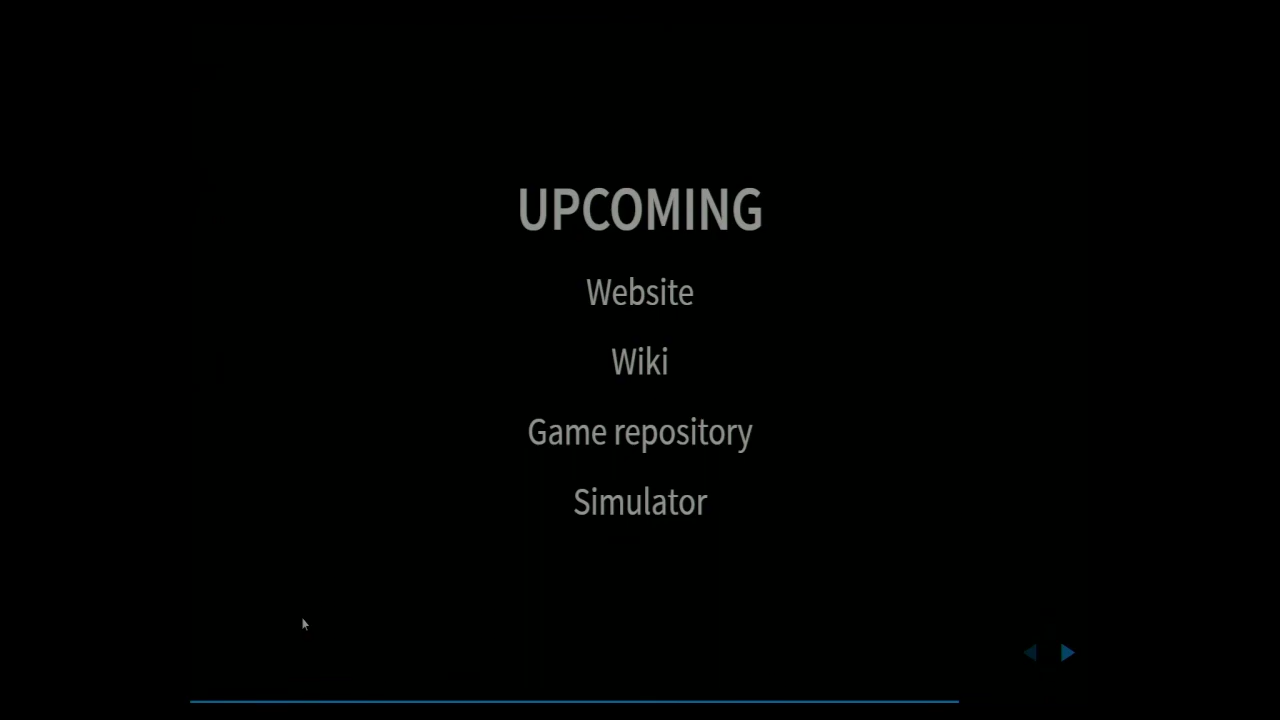 UPCOMING
Website
Wiki
Game repository
Simulator